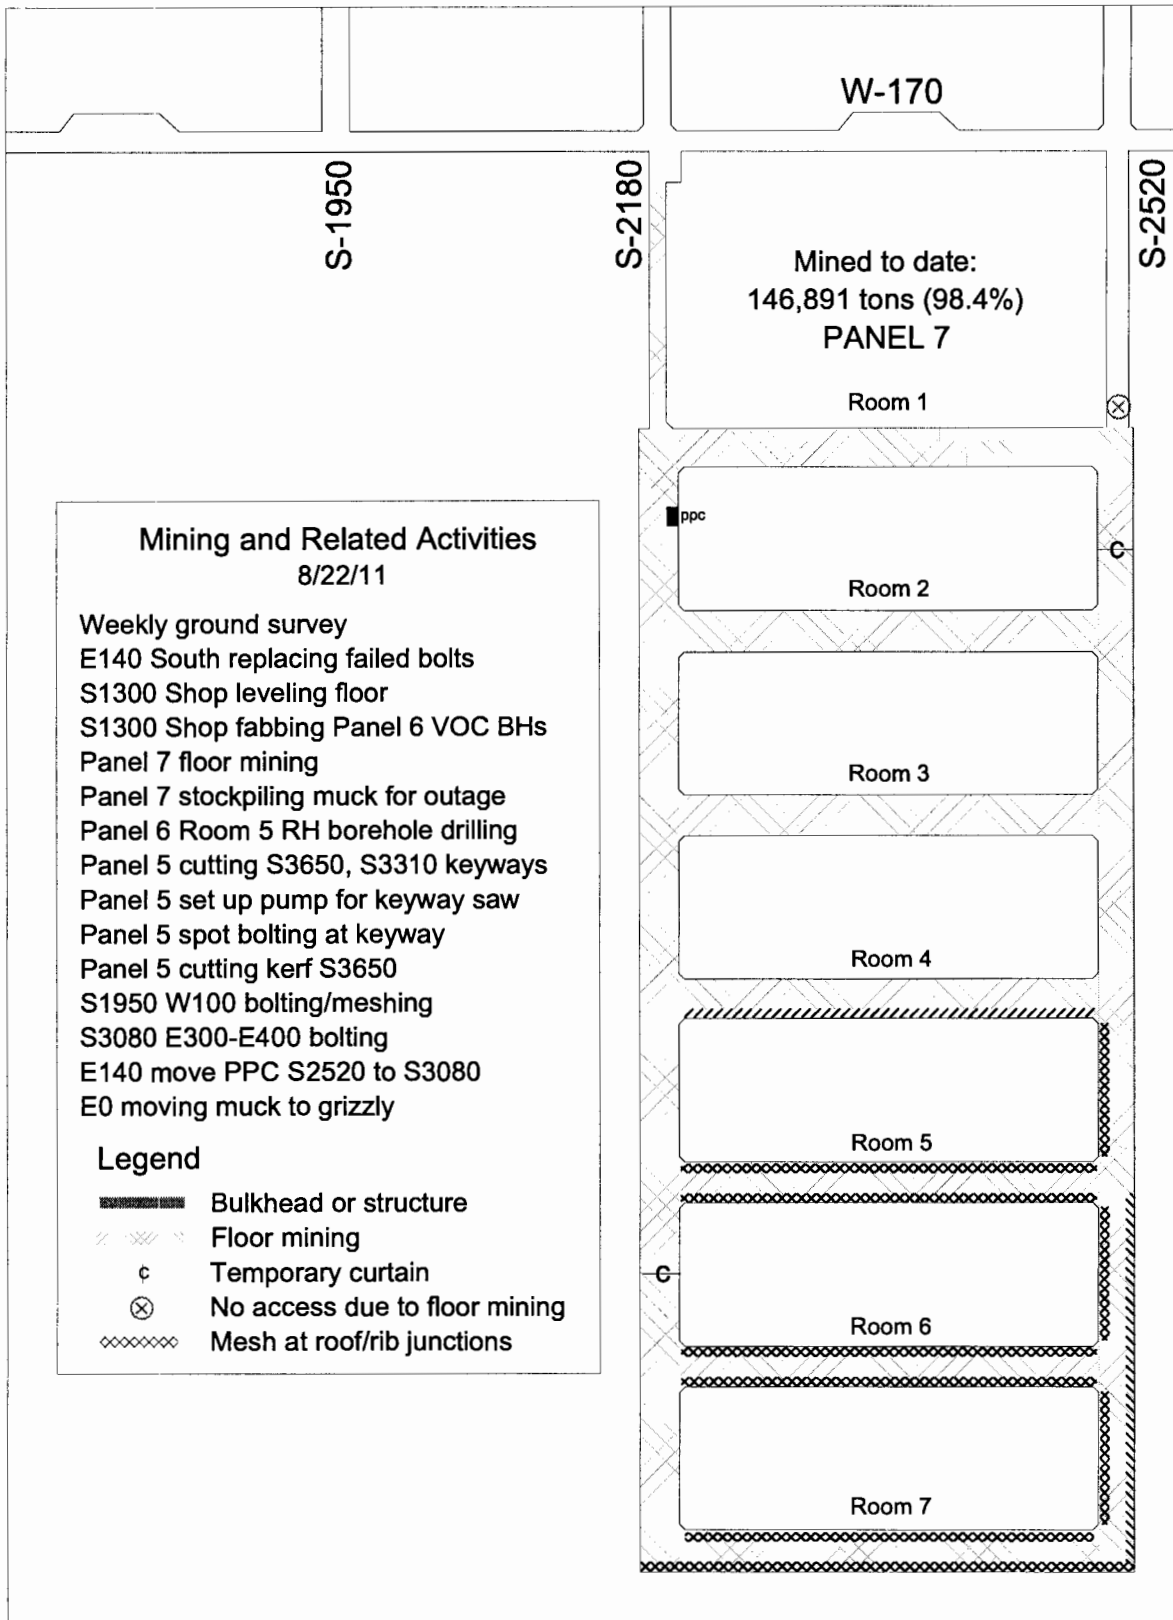 W-170
S-1950
S-2180
S-2520
Mined to date:
146,891 tons (98.4%)
PANEL 7
Room 1
ppc
C
Room 2
Room 3
Room 4
Room 5
C
Room 6
Room 7
Mining and Related Activities
8/22/11
Weekly ground survey
E140 South replacing failed bolts
S1300 Shop leveling floor
S1300 Shop fabbing Panel 6 VOC BHs
Panel 7 floor mining
Panel 7 stockpiling muck for outage
Panel 6 Room 5 RH borehole drilling
Panel 5 cutting S3650, S3310 keyways
Panel 5 set up pump for keyway saw
Panel 5 spot bolting at keyway
Panel 5 cutting kerf S3650
S1950 W100 bolting/meshing
S3080 E300-E400 bolting
E140 move PPC S2520 to S3080
E0 moving muck to grizzly
Legend
Bulkhead or structure
Floor mining
¢ Temporary curtain
No access due to floor mining
Mesh at roof/rib junctions